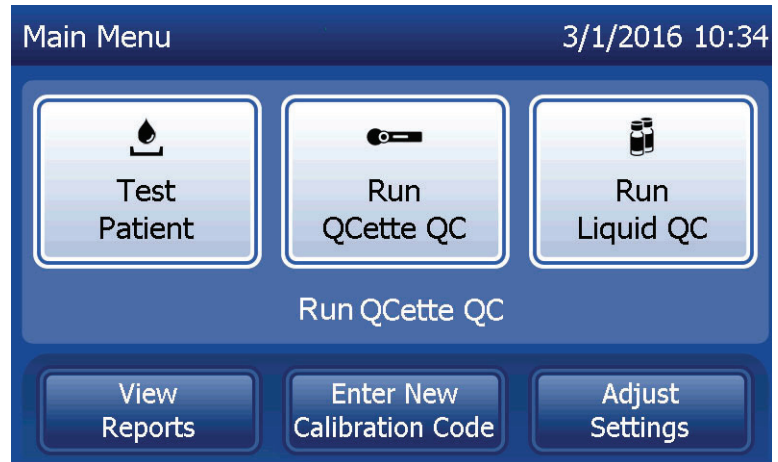 Main Menu 3/1/2016 10:34
Test
Patient
Run
QCette QC
Run
Liquid QC
Run QCette QC
View
Reports
Enter New
Calibration Code
Adjust
Settings